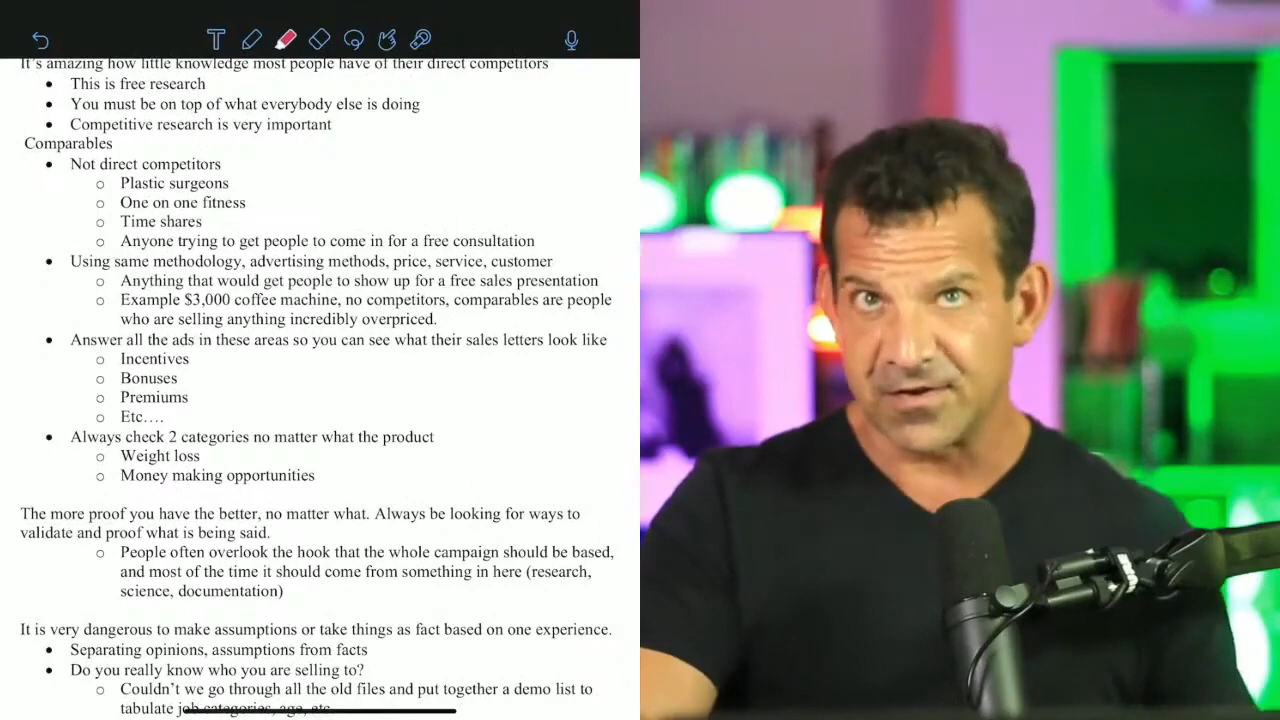 It's amazing how little knowledge most people have of their direct competitors
• This is free research
• You must be on top of what everybody else is doing
• Competitive research is very important
Comparables
• Not direct competitors
o Plastic surgeons
o One on one fitness
o Time shares
o Anyone trying to get people to come in for a free consultation
• Using same methodology, advertising methods, price, service, customer
o Anything that would get people to show up for a free sales presentation
o Example $3,000 coffee machine, no competitors, comparables are people
who are selling anything incredibly overpriced.
• Answer all the ads in these areas so you can see what their sales letters look like
o Incentives
o Bonuses
o Premiums
o Etc….
• Always check 2 categories no matter what the product
o Weight loss
o Money making opportunities
The more proof you have the better, no matter what. Always be looking for ways to
validate and proof what is being said.
o People often overlook the hook that the whole campaign should be based,
and most of the time it should come from something in here (research,
science, documentation)
It is very dangerous to make assumptions or take things as fact based on one experience.
• Separating opinions, assumptions from facts
• Do you really know who you are selling to?
o Couldn't we go through all the old files and put together a demo list to
tabulate job categories, age, etc